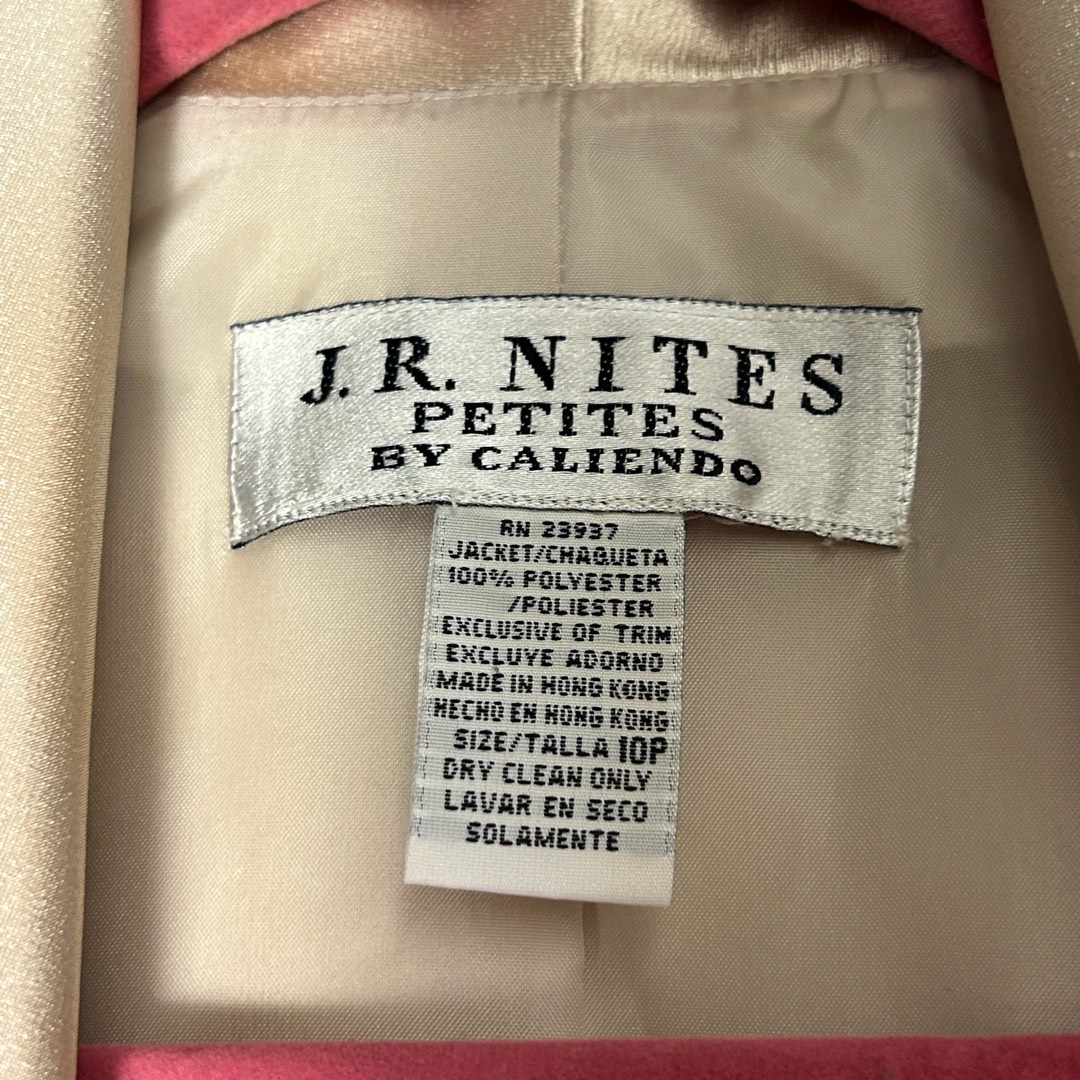 J.R. NITES
PETITES
BY CALIENDO
RN 23937
JACKET/CHAQUETA
100% POLYESTER
/POLIESTER
EXCLUSIVE OF TRIM
EXCLUYE ADORNO
MADE IN HONG KONG
HECHO EN HONG KONG
SIZE/TALLA 10P
DRY CLEAN ONLY
LAVAR EN SECO
SOLAMENTE